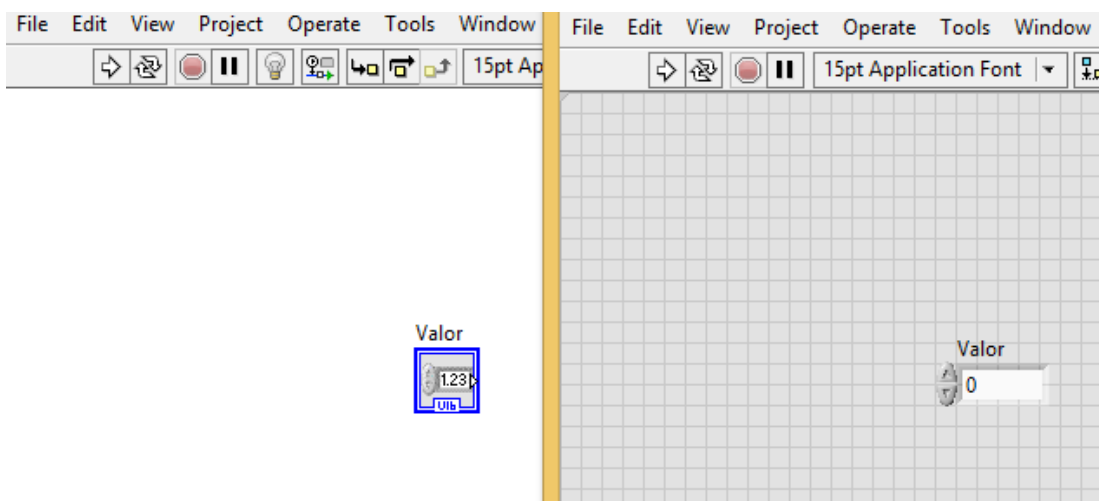 File Edit View Project Operate Tools Window
15pt Ap
Valor
1.23
U16
File Edit View Project Operate Tools Window
15pt Application Font
Valor
0